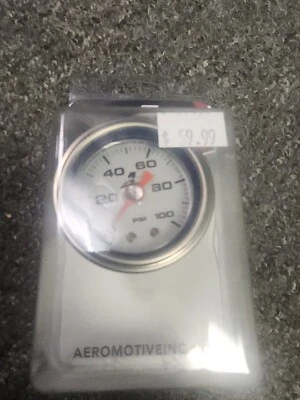 $ 59.99
40 60
20 80
PSI 100
AEROMOTIVEINC.